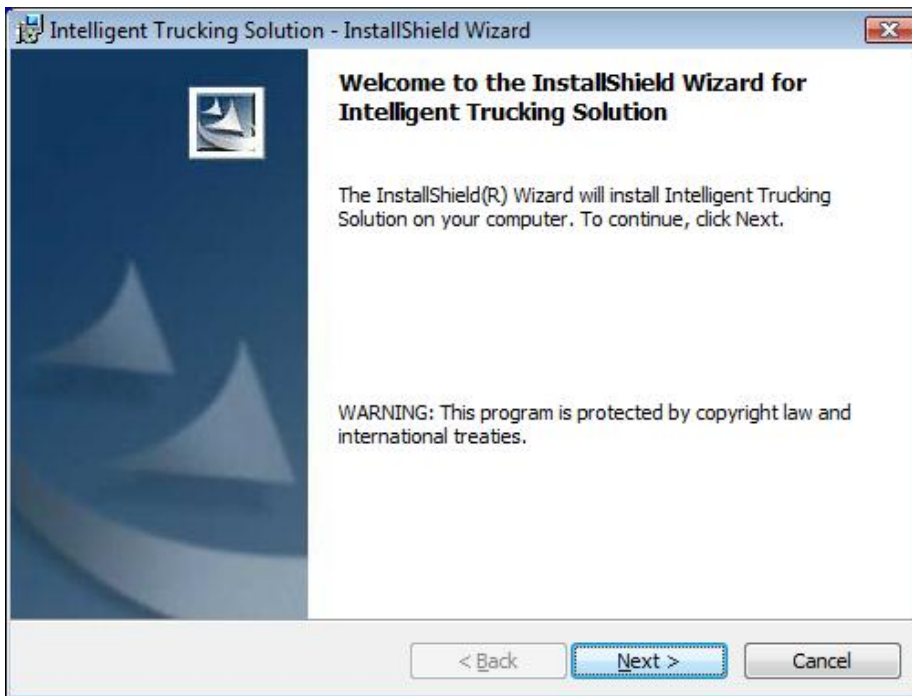 Intelligent Trucking Solution - InstallShield Wizard
Welcome to the InstallShield Wizard for
Intelligent Trucking Solution
The InstallShield(R) Wizard will install Intelligent Trucking
Solution on your computer. To continue, click Next.
WARNING: This program is protected by copyright law and
international treaties.
< Back
Next >
Cancel